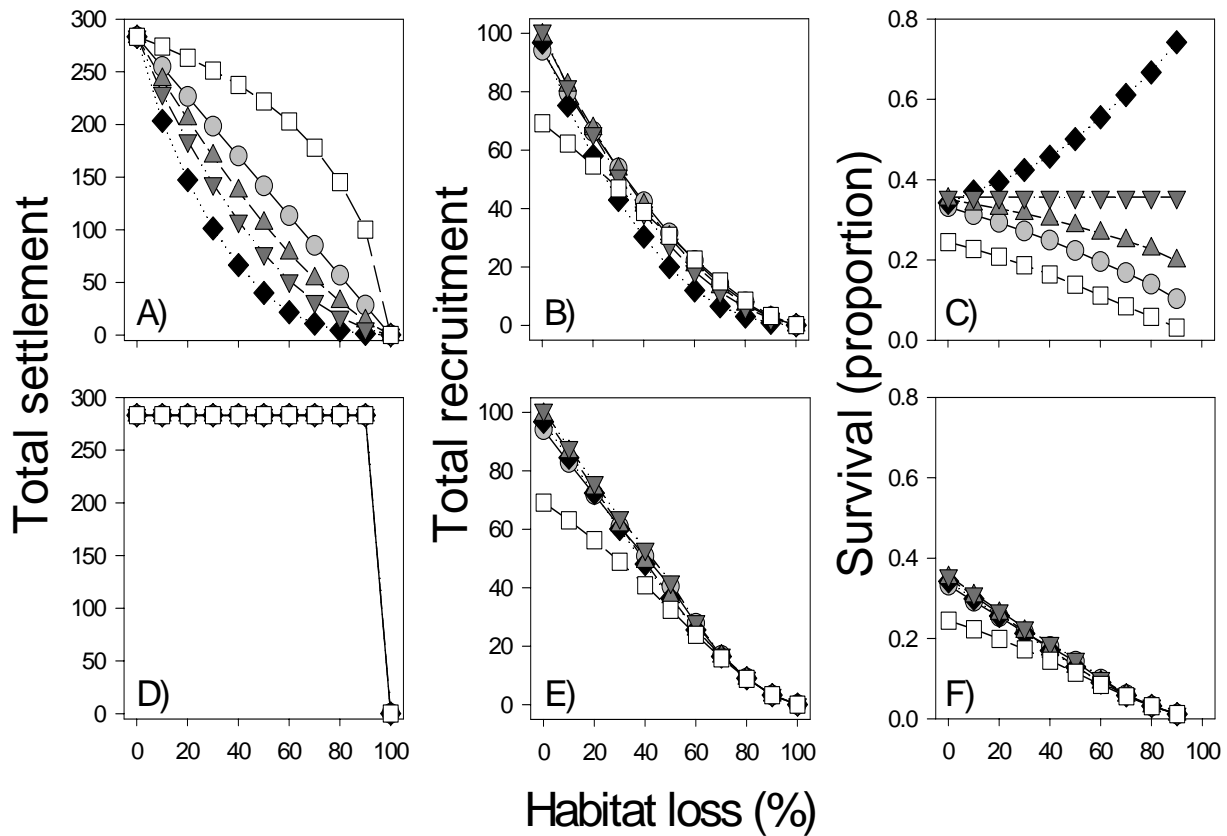 Total settlement
300
250
200
150
100
50
0
A)
Total recruitment
100
80
60
40
20
0
B)
Survival (proportion)
0.8
0.6
0.4
0.2
0.0
C)
300
250
200
150
100
50
0
D)
0 20 40 60 80 100
100
80
60
40
20
0
E)
0 20 40 60 80 100
0.8
0.6
0.4
0.2
0.0
F)
0 20 40 60 80 100
Habitat loss (%)